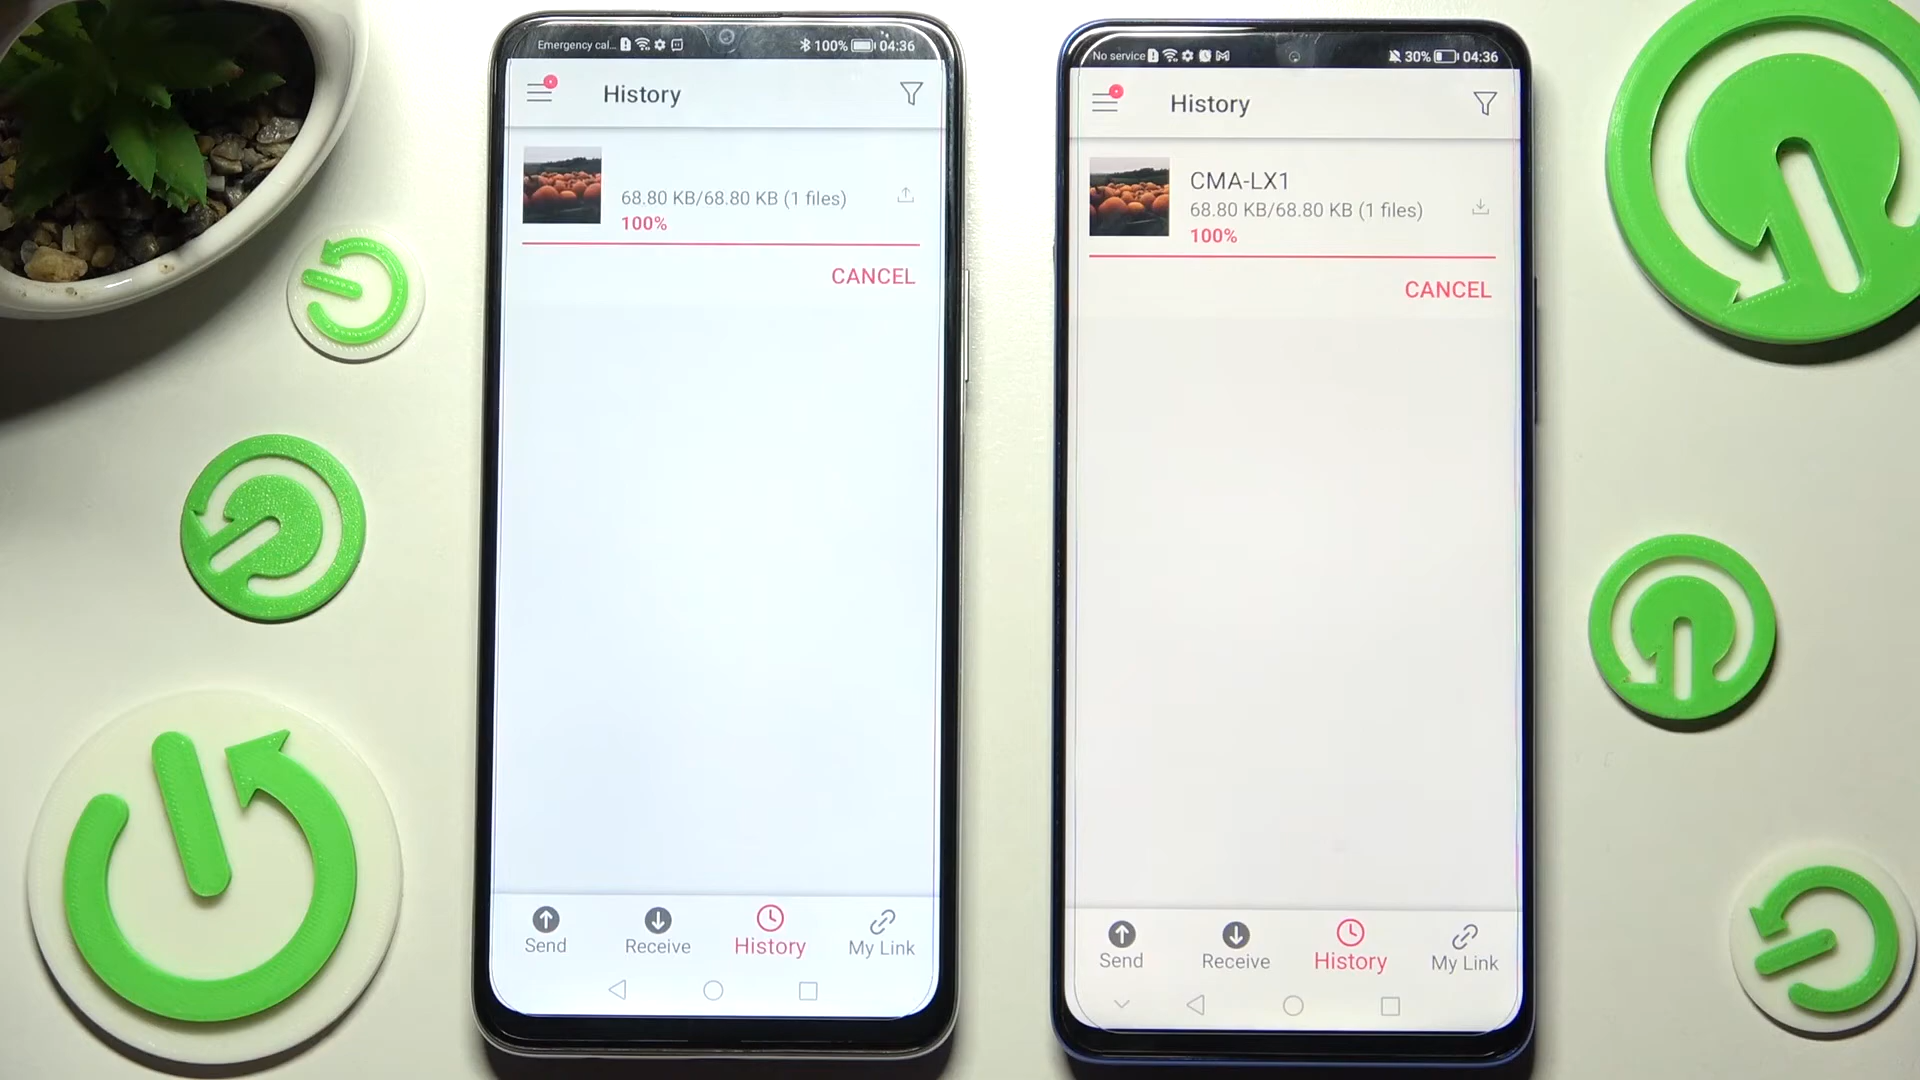 Emergency cal... 100% 04:36
History
68.80 KB/68.80 KB (1 files)
100%
CANCEL
Send Receive History My Link
No service 30% 04:36
History
CMA-LX1
68.80 KB/68.80 KB (1 files)
100%
CANCEL
Send Receive History My Link